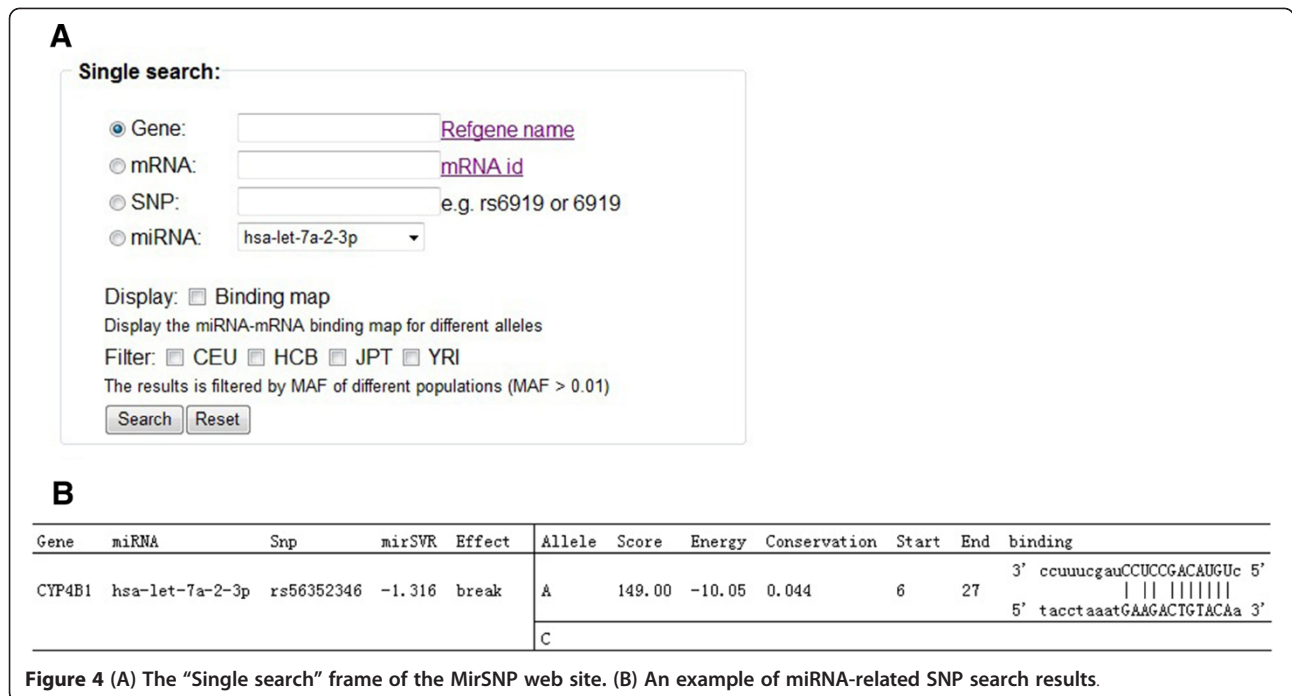 A
Single search:
Gene: Refgene name
mRNA: mRNA id
SNP: e.g. rs6919 or 6919
miRNA: hsa-let-7a-2-3p
Display: Binding map
Display the miRNA-mRNA binding map for different alleles
Filter: CEU HCB JPT YRI
The results is filtered by MAF of different populations (MAF > 0.01)
Search Reset
B
Gene miRNA Snp mirSVR Effect Allele Score Energy Conservation Start End binding
3' ccuuucgauCCUCCGACAUGUc 5'
CYP4B1 hsa-let-7a-2-3p rs56352346 -1.316 break A 149.00 -10.05 0.044 6 27 | || |||||||
5' tacctaaatGAAGACTGTACAa 3'
C
Figure 4 (A) The “Single search” frame of the MirSNP web site. (B) An example of miRNA-related SNP search results.